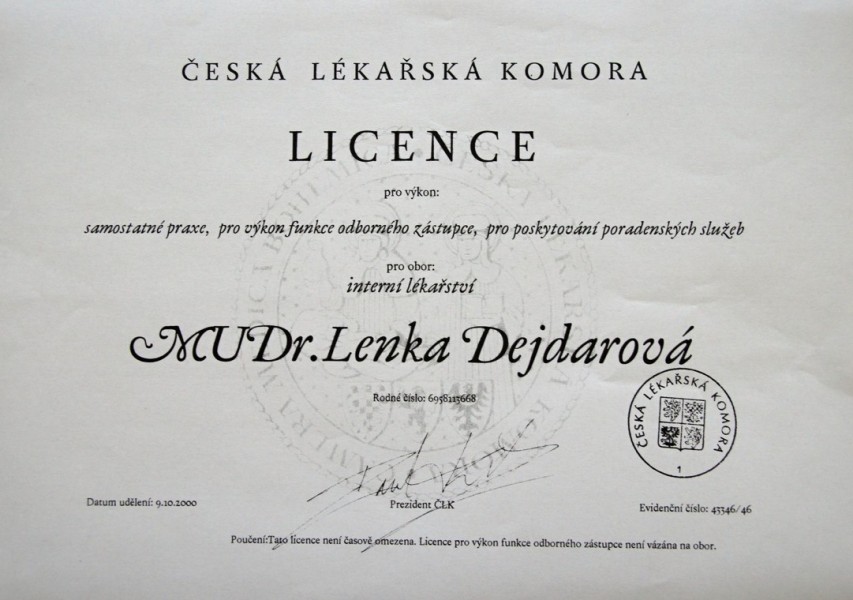 ČESKÁ LÉKAŘSKÁ KOMORA
LICENCE
pro výkon:
samostatné praxe, pro výkon funkce odborného zástupce, pro poskytování poradenských služeb
pro obor:
interní lékařství
MUDr. Lenka Dejdarová
Rodné číslo: 6958113668
ČESKÁ LÉKAŘSKÁ KOMORA
1
Datum udělení: 9.10.2000
Prezident ČLK
Evidenční číslo: 43346/46
Poučení:Tato licence není časově omezena. Licence pro výkon funkce odborného zástupce není vázána na obor.